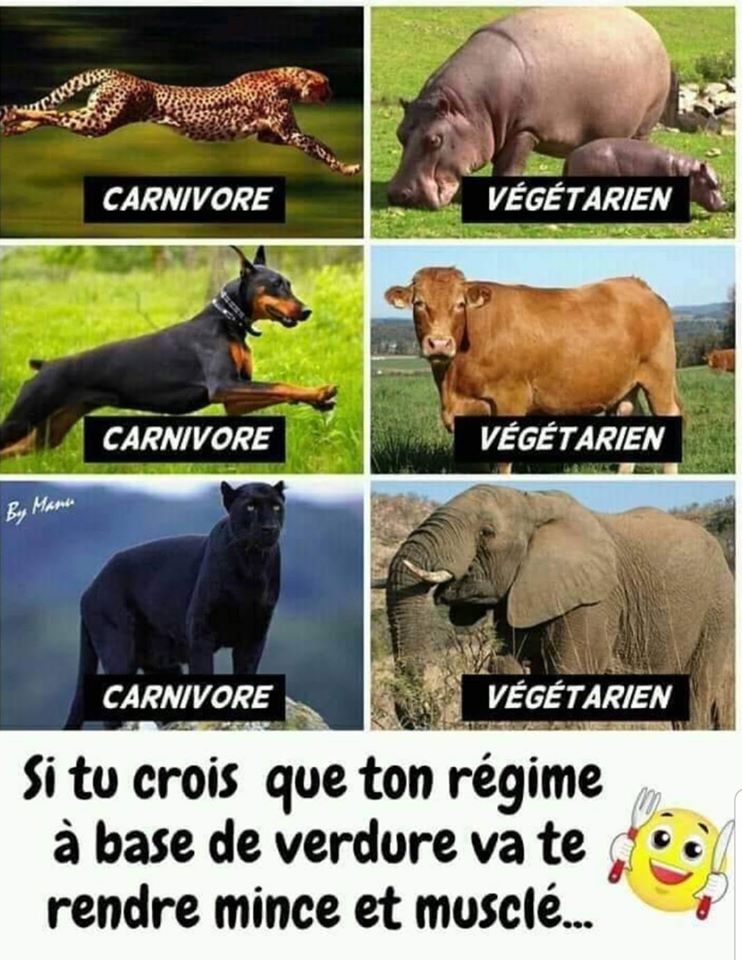 CARNIVORE
VÉGÉTARIEN
CARNIVORE
VÉGÉTARIEN
By Manu
CARNIVORE
VÉGÉTARIEN
Si tu crois que ton régime
à base de verdure va te
rendre mince et musclé...